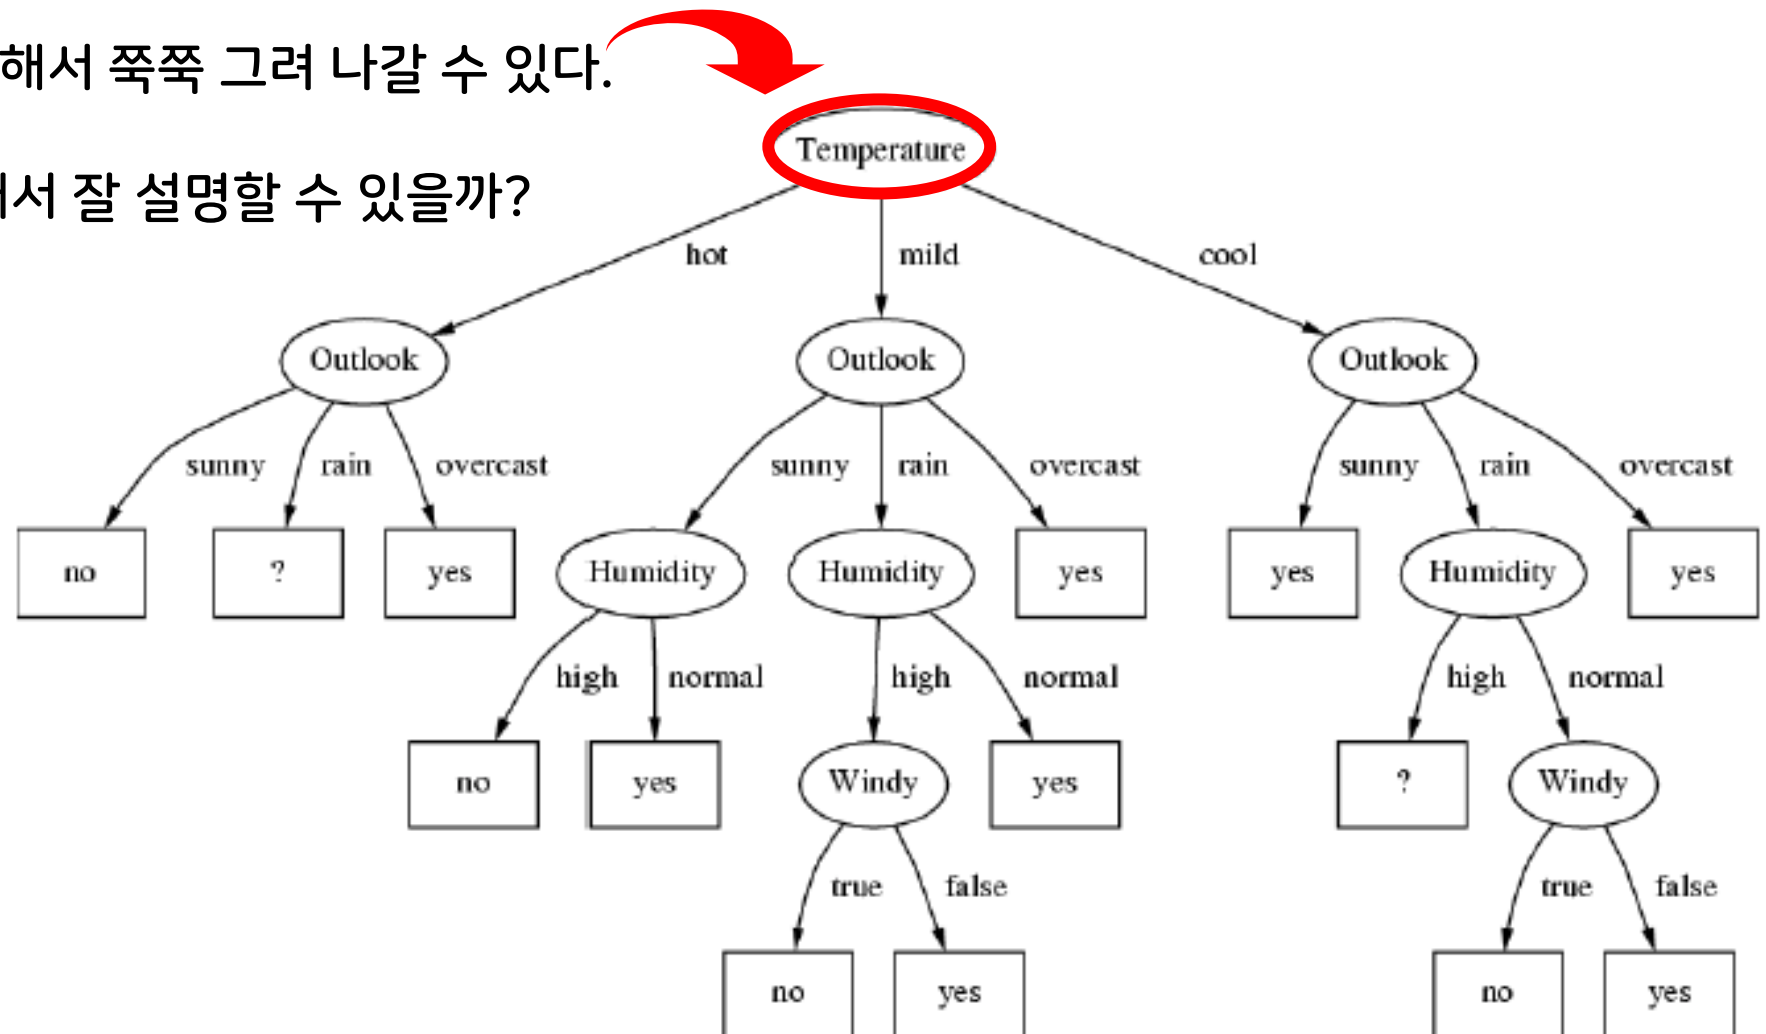 해서 쭉쭉 그려 나갈 수 있다.
서 잘 설명할 수 있을까?
Temperature
hot mild cool
Outlook Outlook Outlook
sunny rain overcast sunny rain overcast sunny rain overcast
no ? yes Humidity Humidity yes yes Humidity yes
high normal high normal high normal
no yes Windy yes ? Windy
true false true false
no yes no yes